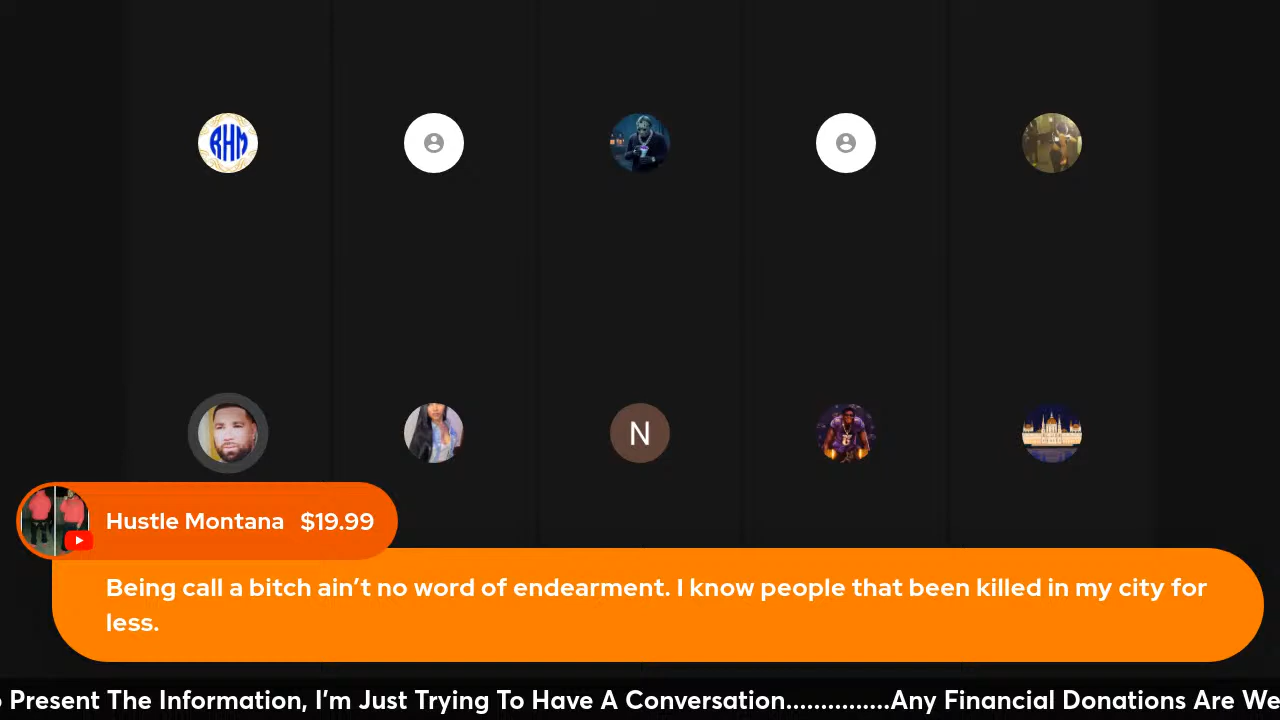 RHM
N
Hustle Montana $19.99
Being call a bitch ain’t no word of endearment. I know people that been killed in my city for
less.
Present The Information, I’m Just Trying To Have A Conversation...............Any Financial Donations Are We